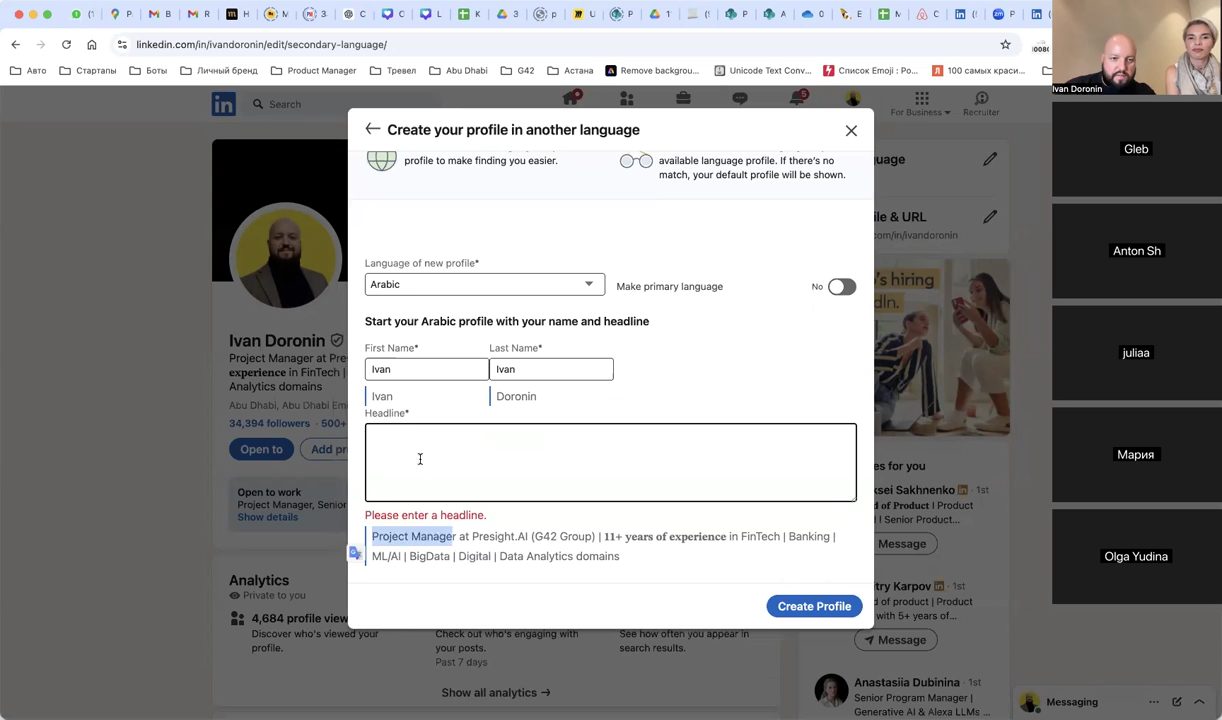 linkedin.com/in/ivandoronin/edit/secondary-language/
Авто
Стартапы
Боты
Личный бренд
Product Manager
Тревел
Abu Dhabi
G42
Астана
Remove backgrou...
Unicode Text Conv...
Список Emoji : Po...
100 самых краси...
Ivan Doronin
Gleb
Anton Sh
juliaa
Мария
Olga Yudina
Search
For Business
Recruiter
Create your profile in another language
profile to make finding you easier.
available language profile. If there's no
match, your default profile will be shown.
Language of new profile*
Arabic
Make primary language
No
Start your Arabic profile with your name and headline
First Name*
Last Name*
Ivan
Ivan
Ivan
Doronin
Headline*
Please enter a headline.
Project Manager at Presight.AI (G42 Group) | 11+ years of experience in FinTech | Banking |
ML/AI | BigData | Digital | Data Analytics domains
Create Profile
Ivan Doronin
Project Manager at Pre
experience in FinTech |
Analytics domains
Abu Dhabi, Abu Dhabi Em
34,394 followers · 500+
Open to
Add pr
Open to work
Project Manager, Senior
Show details
Analytics
Private to you
4,684 profile view
Discover who's viewed your
profile.
Check out who's engaging with
your posts.
Past 7 days
See how often you appear in
search results.
Show all analytics →
uage
file & URL
om/in/ivandoronin
o's hiring
dIn.
es for you
ksei Sakhnenko · 1st
d of Product I Product
Message
etry Karpov · 1st
d of product | Product
with 5+ years of...
Message
Anastasiia Dubinina · 1st
Senior Program Manager |
Generative AI & Alexa LLMs ...
Messaging